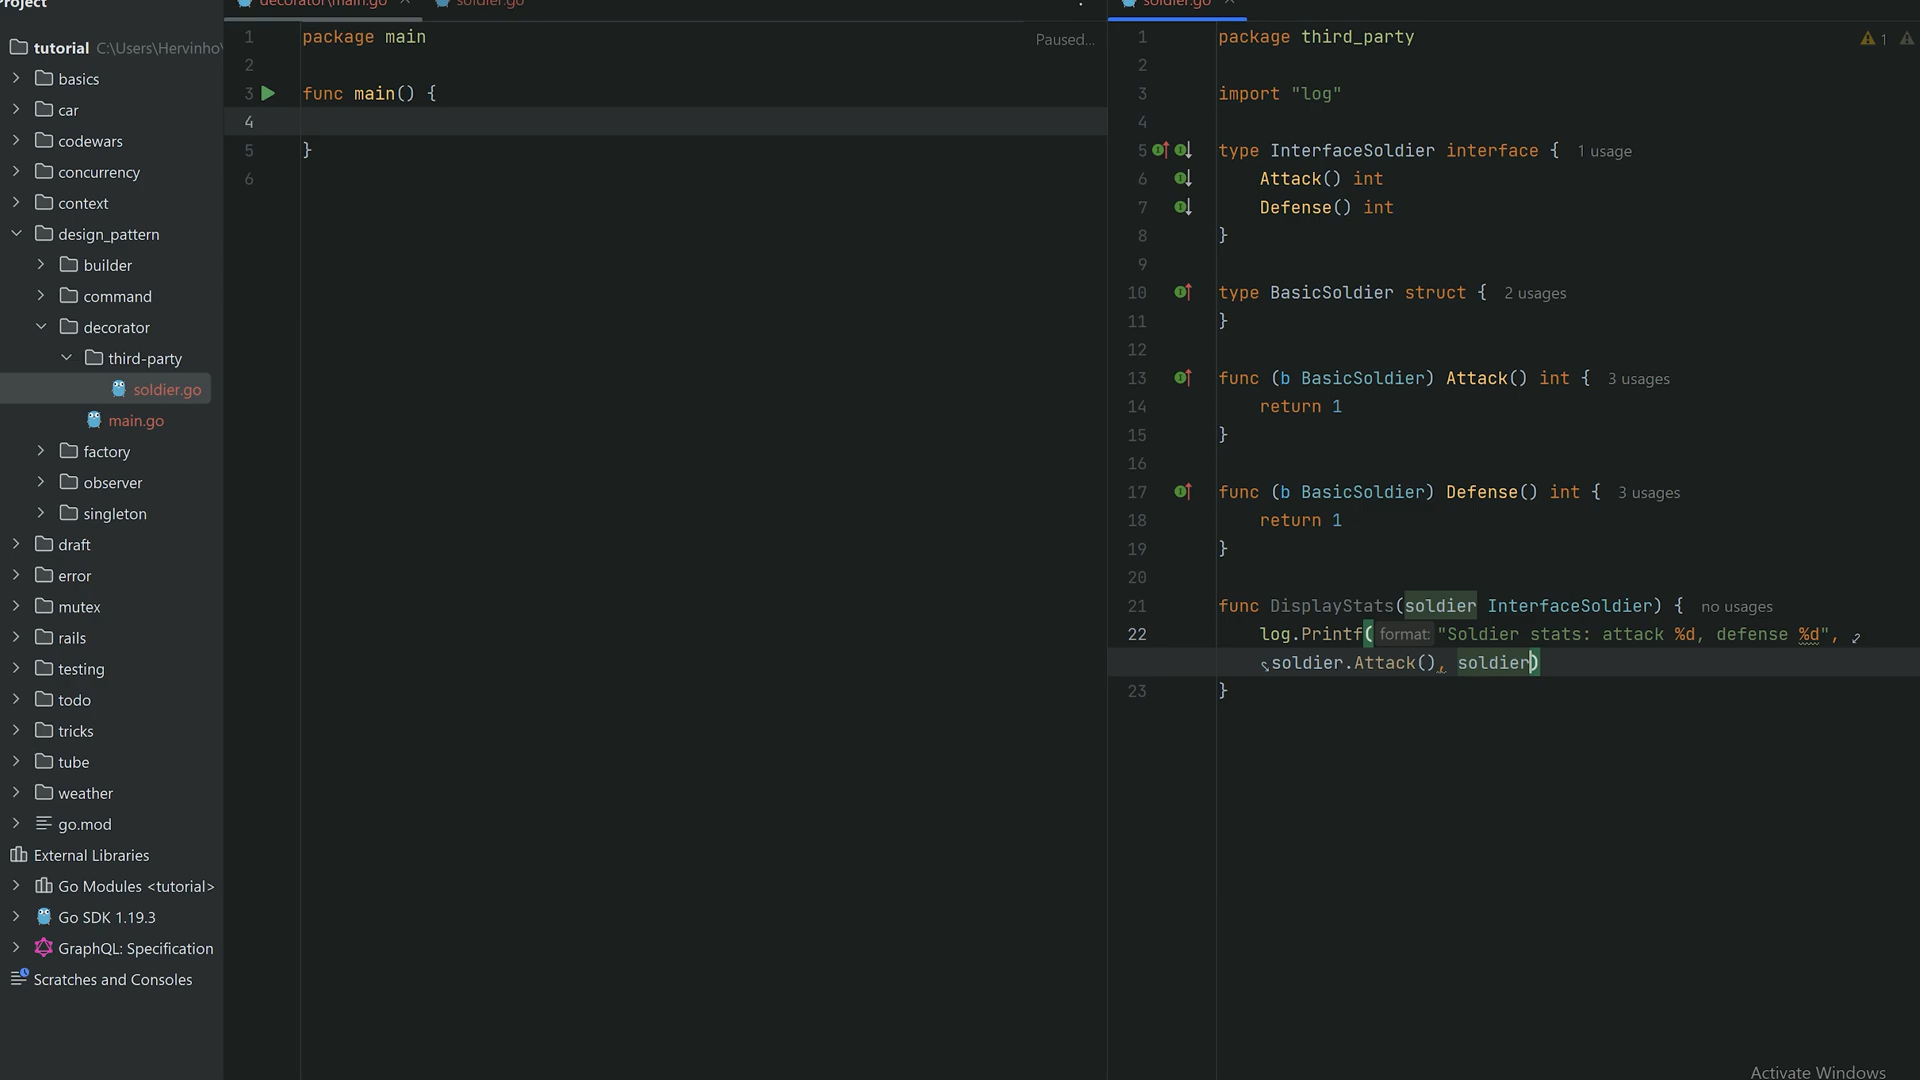 Project
tutorial C:\Users\Hervinho\
basics
car
codewars
concurrency
context
design_pattern
builder
command
decorator
third-party
soldier.go
main.go
factory
observer
singleton
draft
error
mutex
rails
testing
todo
tricks
tube
weather
go.mod
External Libraries
Go Modules <tutorial>
Go SDK 1.19.3
GraphQL: Specification
Scratches and Consoles
decorator\main.go
soldier.go
Paused...
1 package main
2
3 func main() {
4
5 }
6
soldier.go
1
1 package third_party
2
3 import "log"
4
5 type InterfaceSoldier interface { 1 usage
6 Attack() int
7 Defense() int
8 }
9
10 type BasicSoldier struct { 2 usages
11 }
12
13 func (b BasicSoldier) Attack() int { 3 usages
14 return 1
15 }
16
17 func (b BasicSoldier) Defense() int { 3 usages
18 return 1
19 }
20
21 func DisplayStats(soldier InterfaceSoldier) { no usages
22 log.Printf( format: "Soldier stats: attack %d, defense %d",
soldier.Attack(), soldier)
23 }
Activate Windows